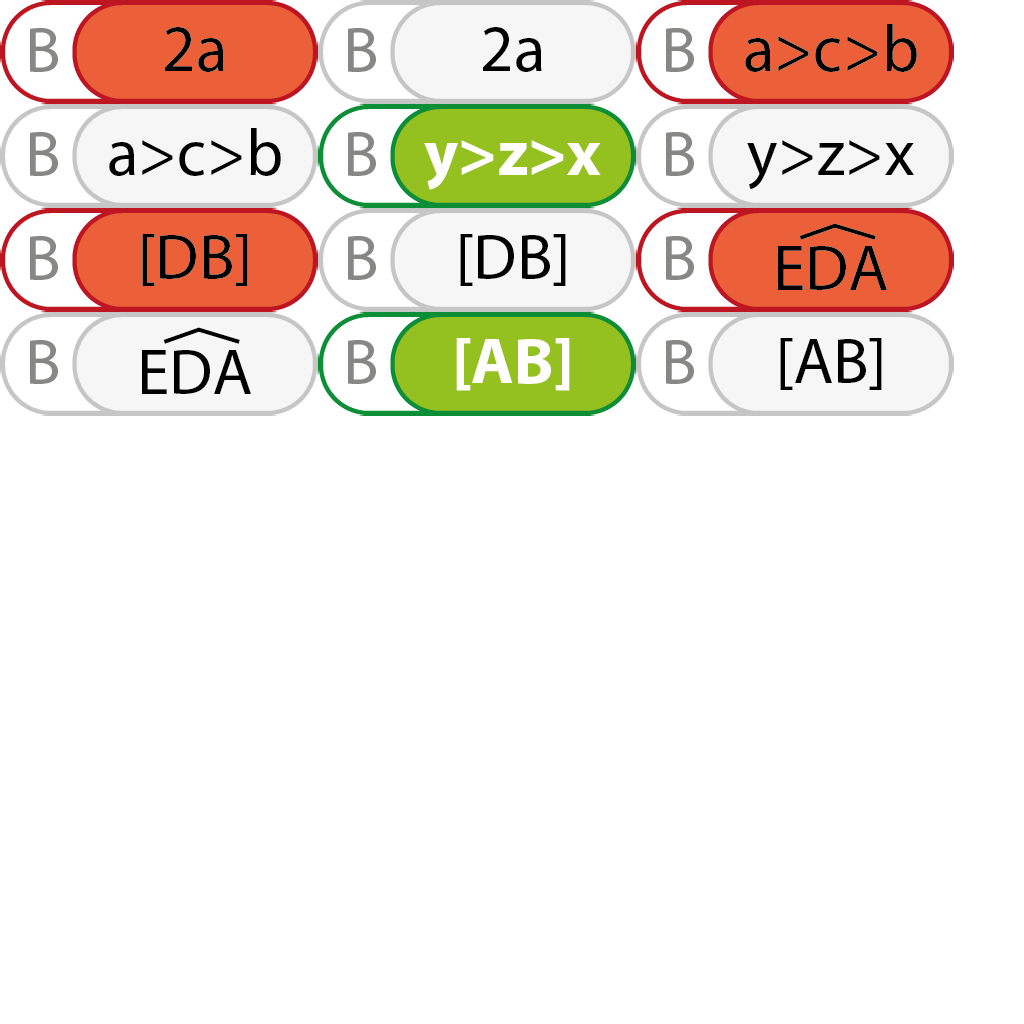 B 2a B 2a B a>c>b
B a>c>b B y>z>x B y>z>x
B [DB] B [DB] B \widehat{EDA}
B \widehat{EDA} B [AB] B [AB]